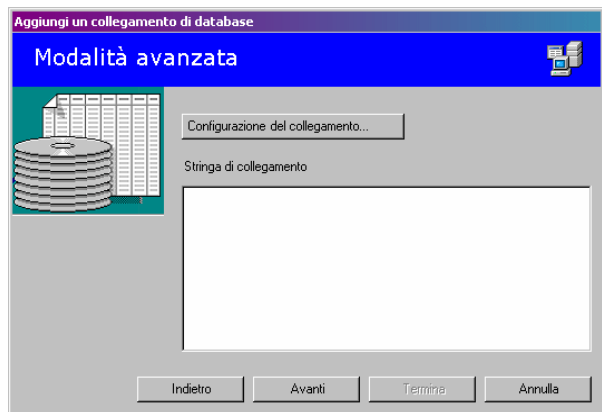 Aggiungi un collegamento di database
Modalità avanzata
Configurazione del collegamento...
Stringa di collegamento
Indietro
Avanti
Termina
Annulla